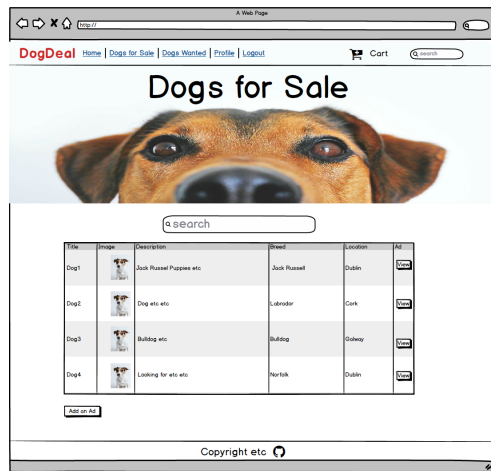 A Web Page
http://
DogDeal Home Dogs for Sale Dogs Wanted Profile Logout Cart search
Dogs for Sale
search
Title Image Description Breed Location Ad
Dog1 Jack Russel Puppies etc Jack Russell Dublin View
Dog2 Dog etc etc Labrador Cork View
Dog3 Bulldog etc Bulldog Galway View
Dog4 Looking for etc etc Norfolk Dublin View
Add an Ad
Copyright etc